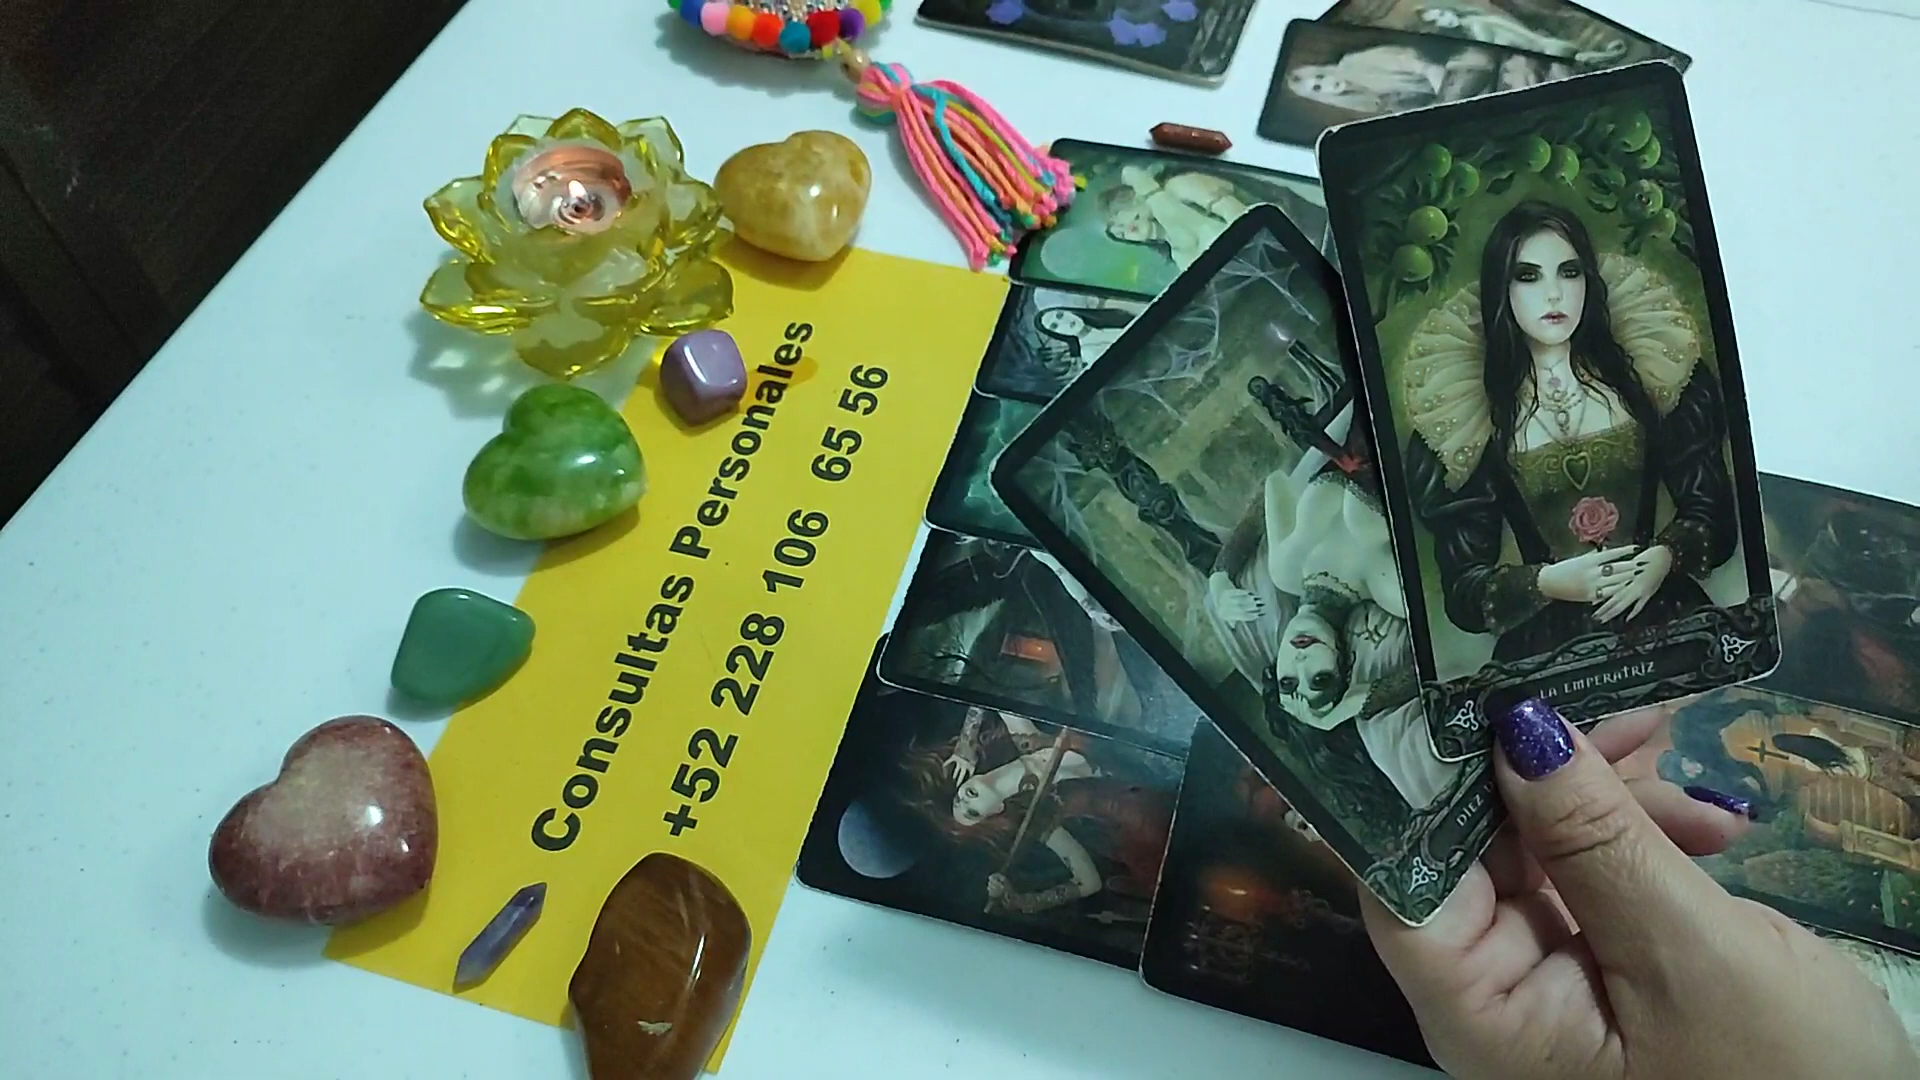 Consultas Personales
+52 228 106 65 56
LA EMPERATRIZ
DIEZ